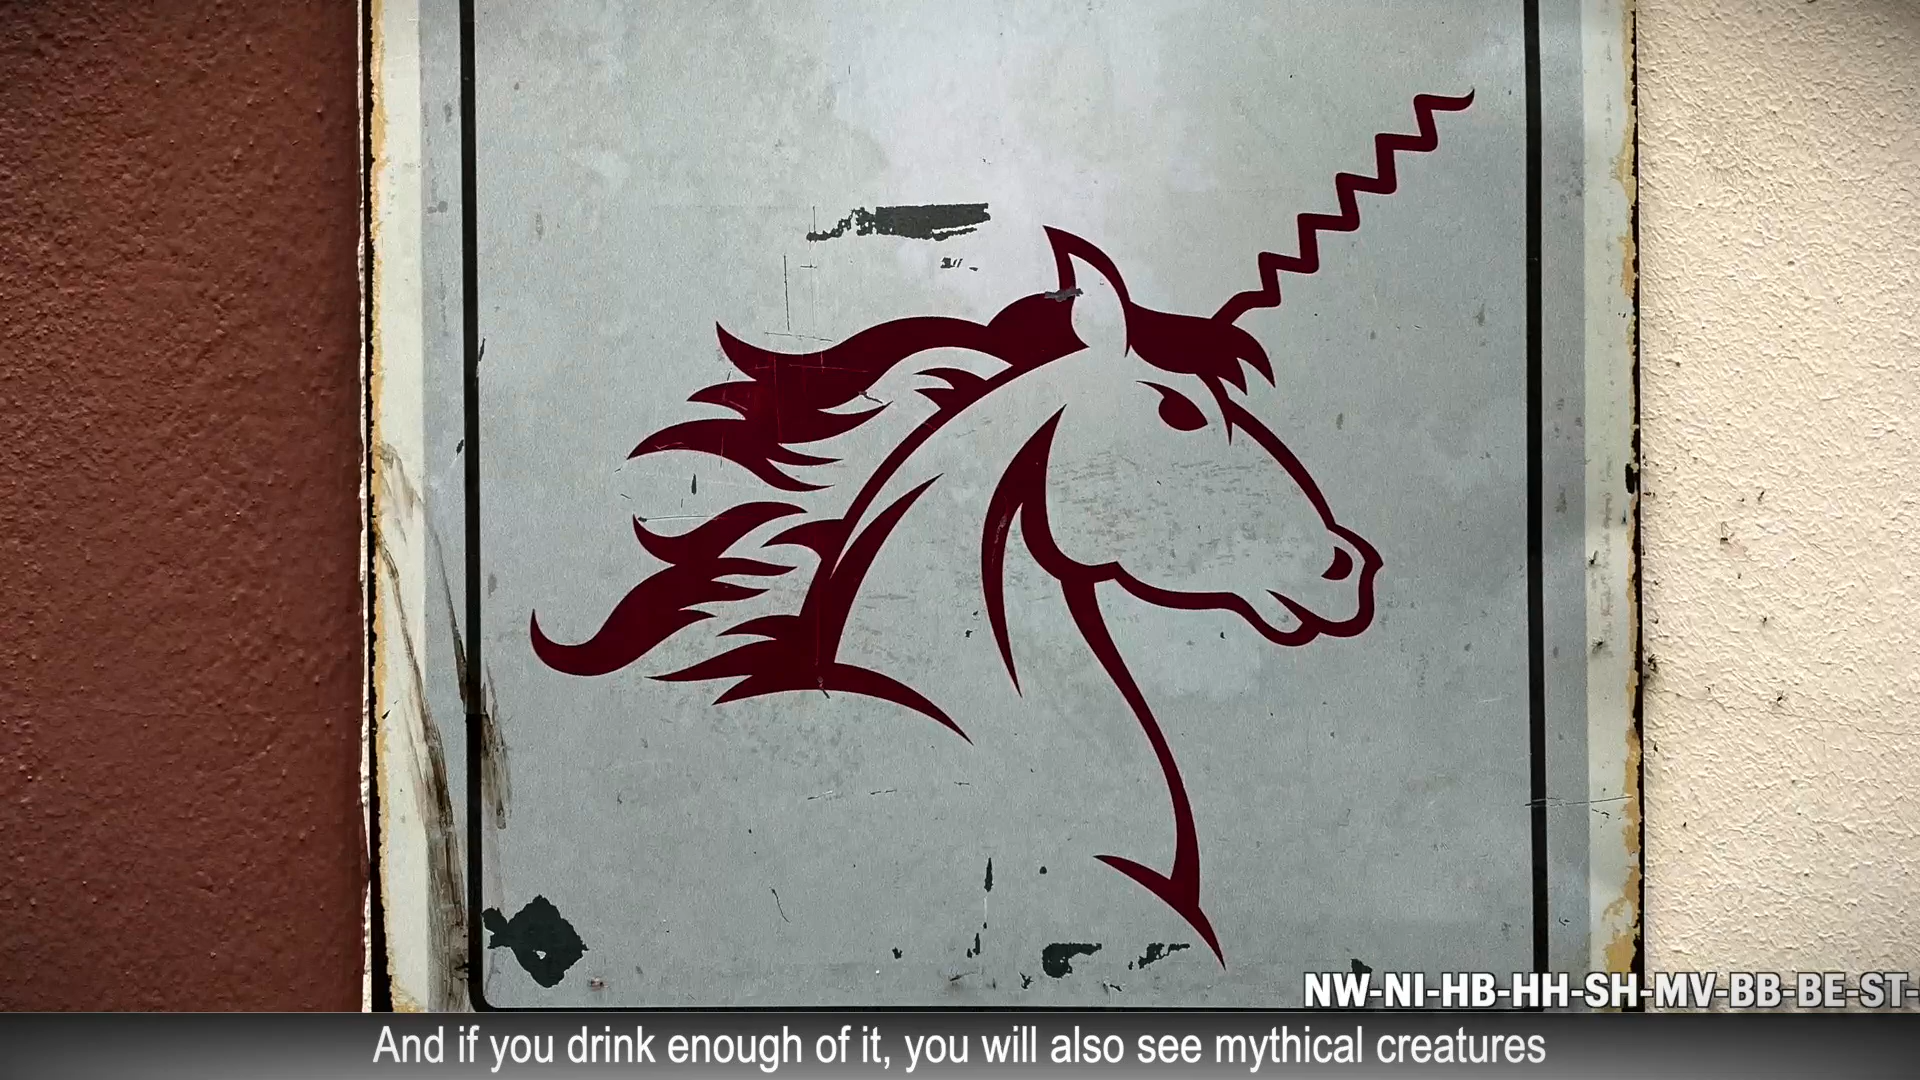 NW-NI-HB-HH-SH-MV-BB-BE-ST-
And if you drink enough of it, you will also see mythical creatures